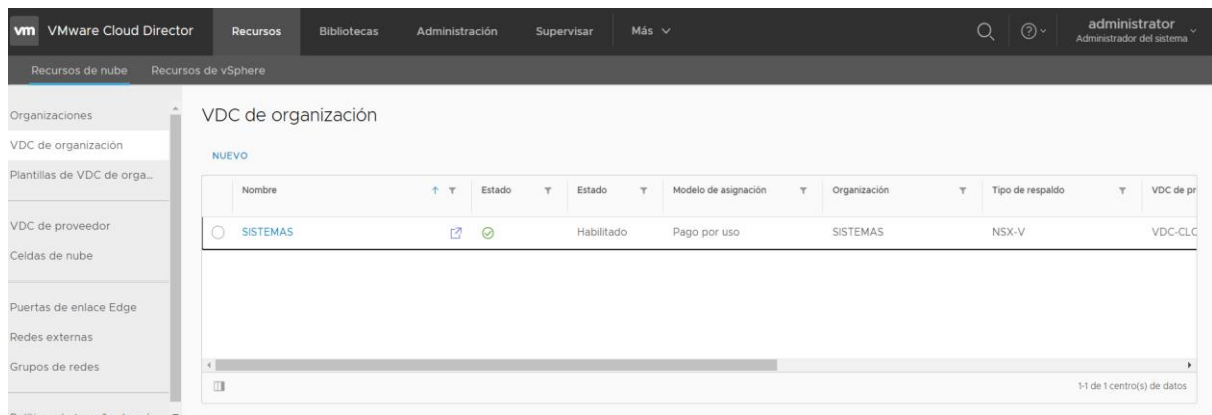 vm VMware Cloud Director Recursos Bibliotecas Administración Supervisar Más administrator
Administrador del sistema
Recursos de nube Recursos de vSphere
Organizaciones
VDC de organización
Plantillas de VDC de orga...
VDC de proveedor
Celdas de nube
Puertas de enlace Edge
Redes externas
Grupos de redes
VDC de organización
NUEVO
Nombre Estado Estado Modelo de asignación Organización Tipo de respaldo VDC de pr
SISTEMAS Habilitado Pago por uso SISTEMAS NSX-V VDC-CLC
1-1 de 1 centro(s) de datos